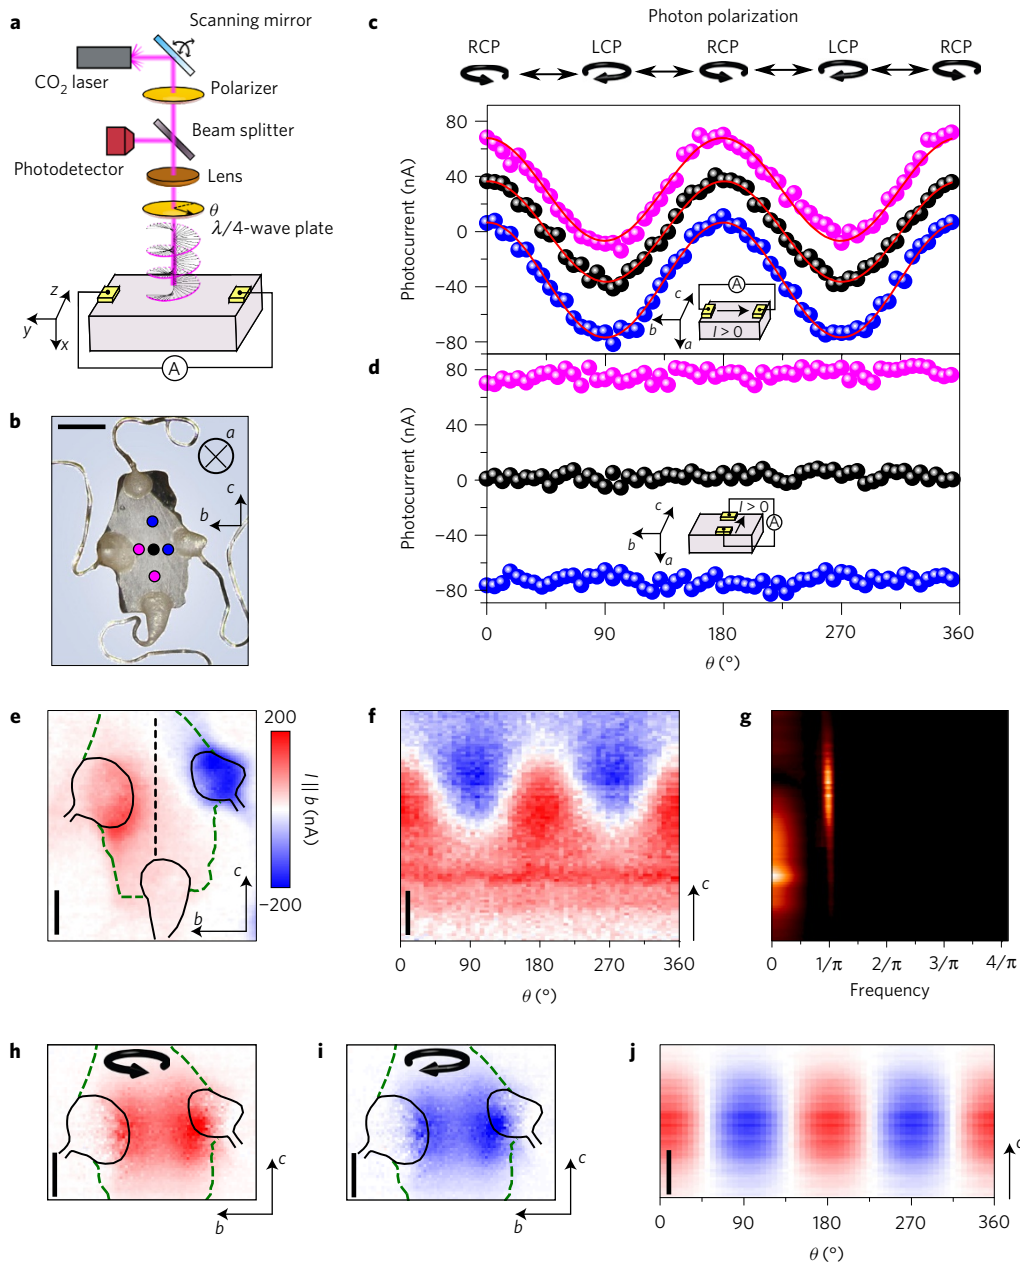 a
Scanning mirror
CO2 laser
Polarizer
Beam splitter
Photodetector
Lens
θ
λ/4-wave plate
z
y
x
A
b
a
c
b
c
Photon polarization
RCP
LCP
RCP
LCP
RCP
80
40
0
−40
−80
Photocurrent (nA)
A
c
b
a
I > 0
d
80
40
0
−40
−80
Photocurrent (nA)
c
b
a
I > 0
A
0
90
180
270
360
θ (°)
e
200
I || b (nA)
−200
c
b
f
c
0
90
180
270
360
θ (°)
g
0
1/π
2/π
3/π
4/π
Frequency
h
c
b
i
c
b
j
0
90
180
270
360
θ (°)